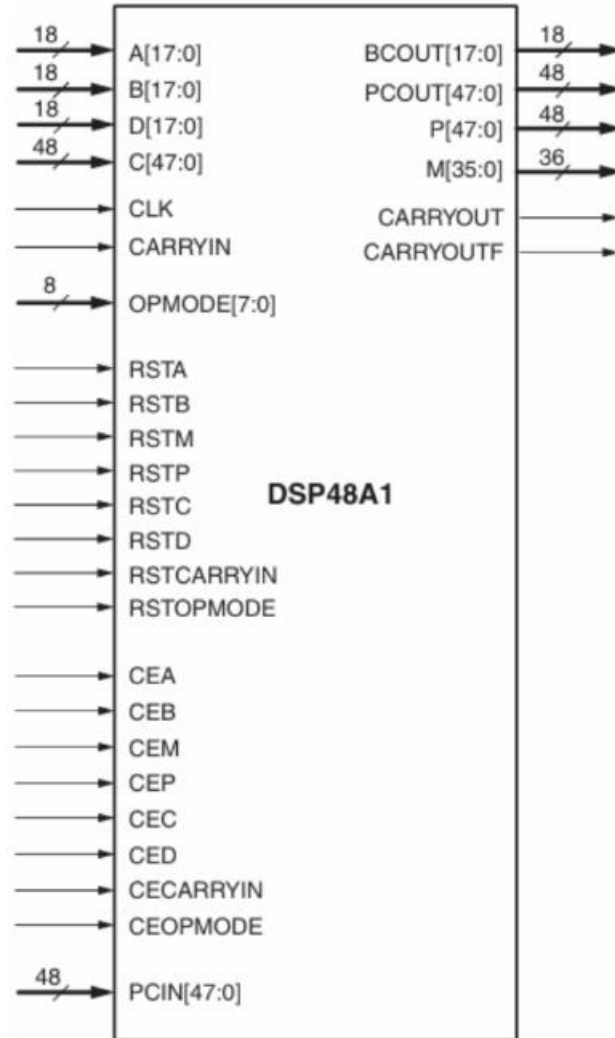 18 A[17:0] BCOUT[17:0] 18
18 B[17:0] PCOUT[47:0] 48
18 D[17:0] P[47:0] 48
48 C[47:0] M[35:0] 36
CLK CARRYOUT
CARRYIN CARRYOUTF
8 OPMODE[7:0]
RSTA
RSTB
RSTM
RSTP
DSP48A1
RSTC
RSTD
RSTCARRYIN
RSTOPMODE
CEA
CEB
CEM
CEP
CEC
CED
CECARRYIN
CEOPMODE
48 PCIN[47:0]